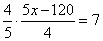 4/5 · (5x−120)/4 = 7